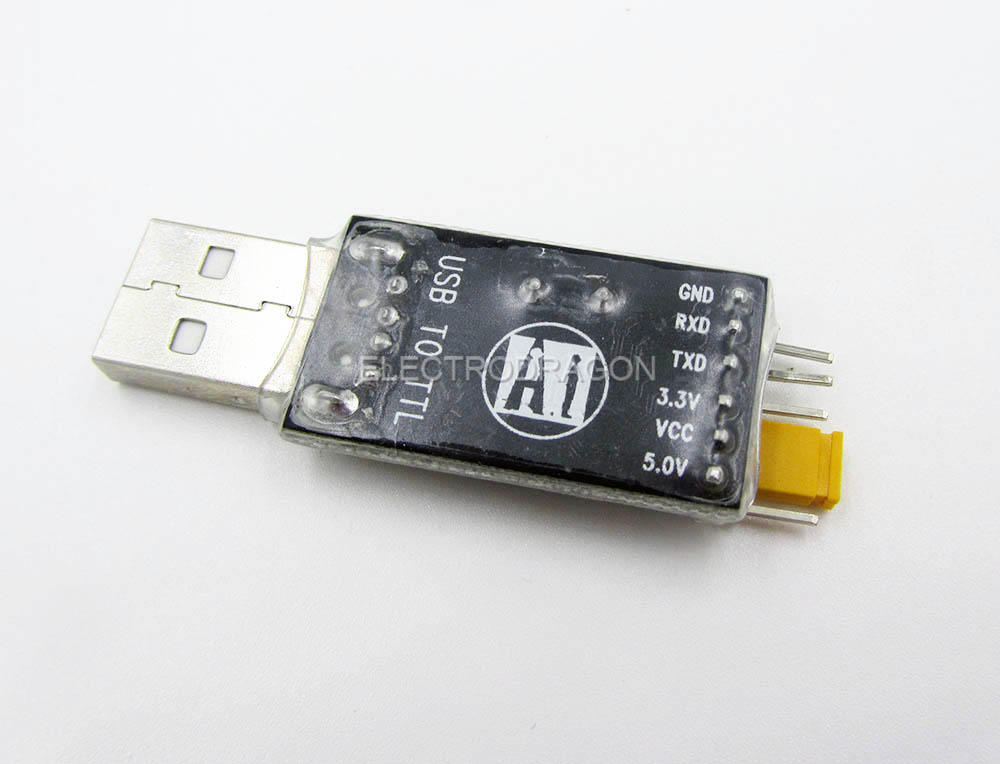 USB TO TTL
ELECTRODRAGON
GND
RXD
TXD
3.3V
VCC
5.0V